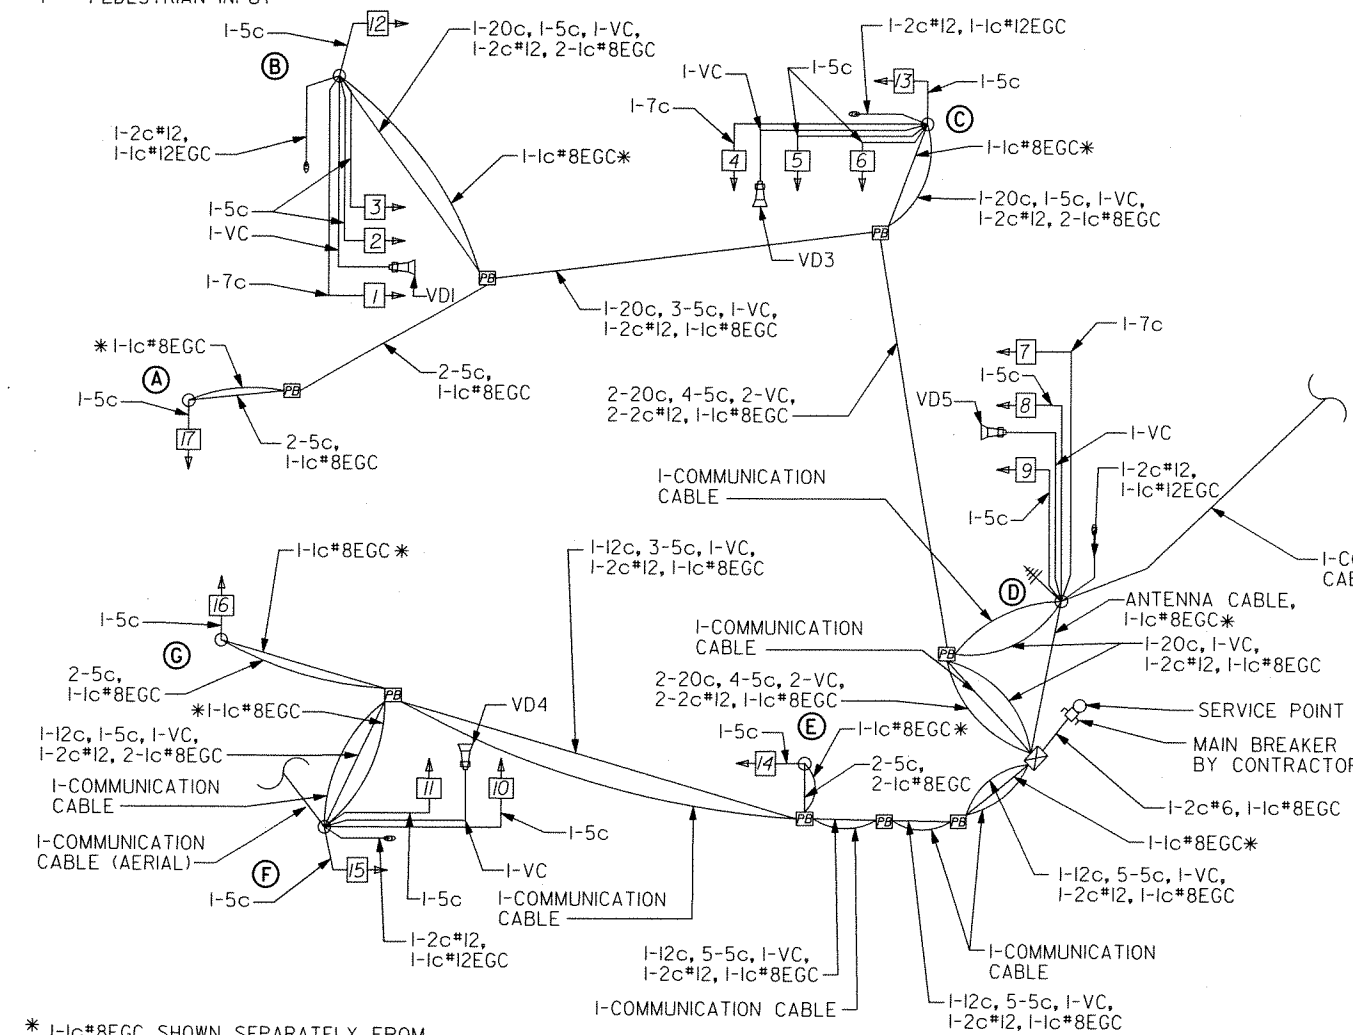 PEDESTRIAN INPUT
1-5c
12
B
1-20c, 1-5c, 1-VC,
1-2c#12, 2-1c#8EGC
1-2c#12,
1-1c#12EGC
1-1c#8EGC*
1-5c
3
2
1-VC
1-7c
1
VD1
1-2c#12, 1-1c#12EGC
1-VC
1-5c
13
1-5c
C
1-7c
4
5
6
1-1c#8EGC*
1-20c, 1-5c, 1-VC,
1-2c#12, 2-1c#8EGC
PB
VD3
PB
1-20c, 3-5c, 1-VC,
1-2c#12, 1-1c#8EGC
*1-1c#8EGC
A
PB
1-5c
17
2-5c,
1-1c#8EGC
2-5c,
1-1c#8EGC
2-20c, 4-5c, 2-VC,
2-2c#12, 1-1c#8EGC
1-7c
7
1-5c
VD5
8
1-VC
9
1-2c#12,
1-1c#12EGC
1-5c
1-COMMUNICATION
CABLE
D
ANTENNA CABLE,
1-1c#8EGC*
1-20c, 1-VC,
1-2c#12, 1-1c#8EGC
1-1c#8EGC*
16
1-5c
G
2-5c,
1-1c#8EGC
PB
1-12c, 3-5c, 1-VC,
1-2c#12, 1-1c#8EGC
1-COMMUNICATION
CABLE
PB
2-20c, 4-5c, 2-VC,
2-2c#12, 1-1c#8EGC
E
1-5c
1-1c#8EGC*
14
2-5c,
2-1c#8EGC
SERVICE POINT
MAIN BREAKER
BY CONTRACTOR
1-2c#6, 1-1c#8EGC
*1-1c#8EGC
VD4
1-12c, 1-5c, 1-VC,
1-2c#12, 2-1c#8EGC
1-COMMUNICATION
CABLE
11
10
1-COMMUNICATION
CABLE (AERIAL)
1-5c
F
15
1-VC
1-5c
1-5c
1-2c#12,
1-1c#12EGC
1-COMMUNICATION
CABLE
PB
PB
PB
1-1c#8EGC*
1-12c, 5-5c, 1-VC,
1-2c#12, 1-1c#8EGC
1-12c, 5-5c, 1-VC,
1-2c#12, 1-1c#8EGC
1-COMMUNICATION
CABLE
1-COMMUNICATION CABLE
1-12c, 5-5c, 1-VC,
1-2c#12, 1-1c#8EGC
* 1-1c#8EGC SHOWN SEPARATELY FROM